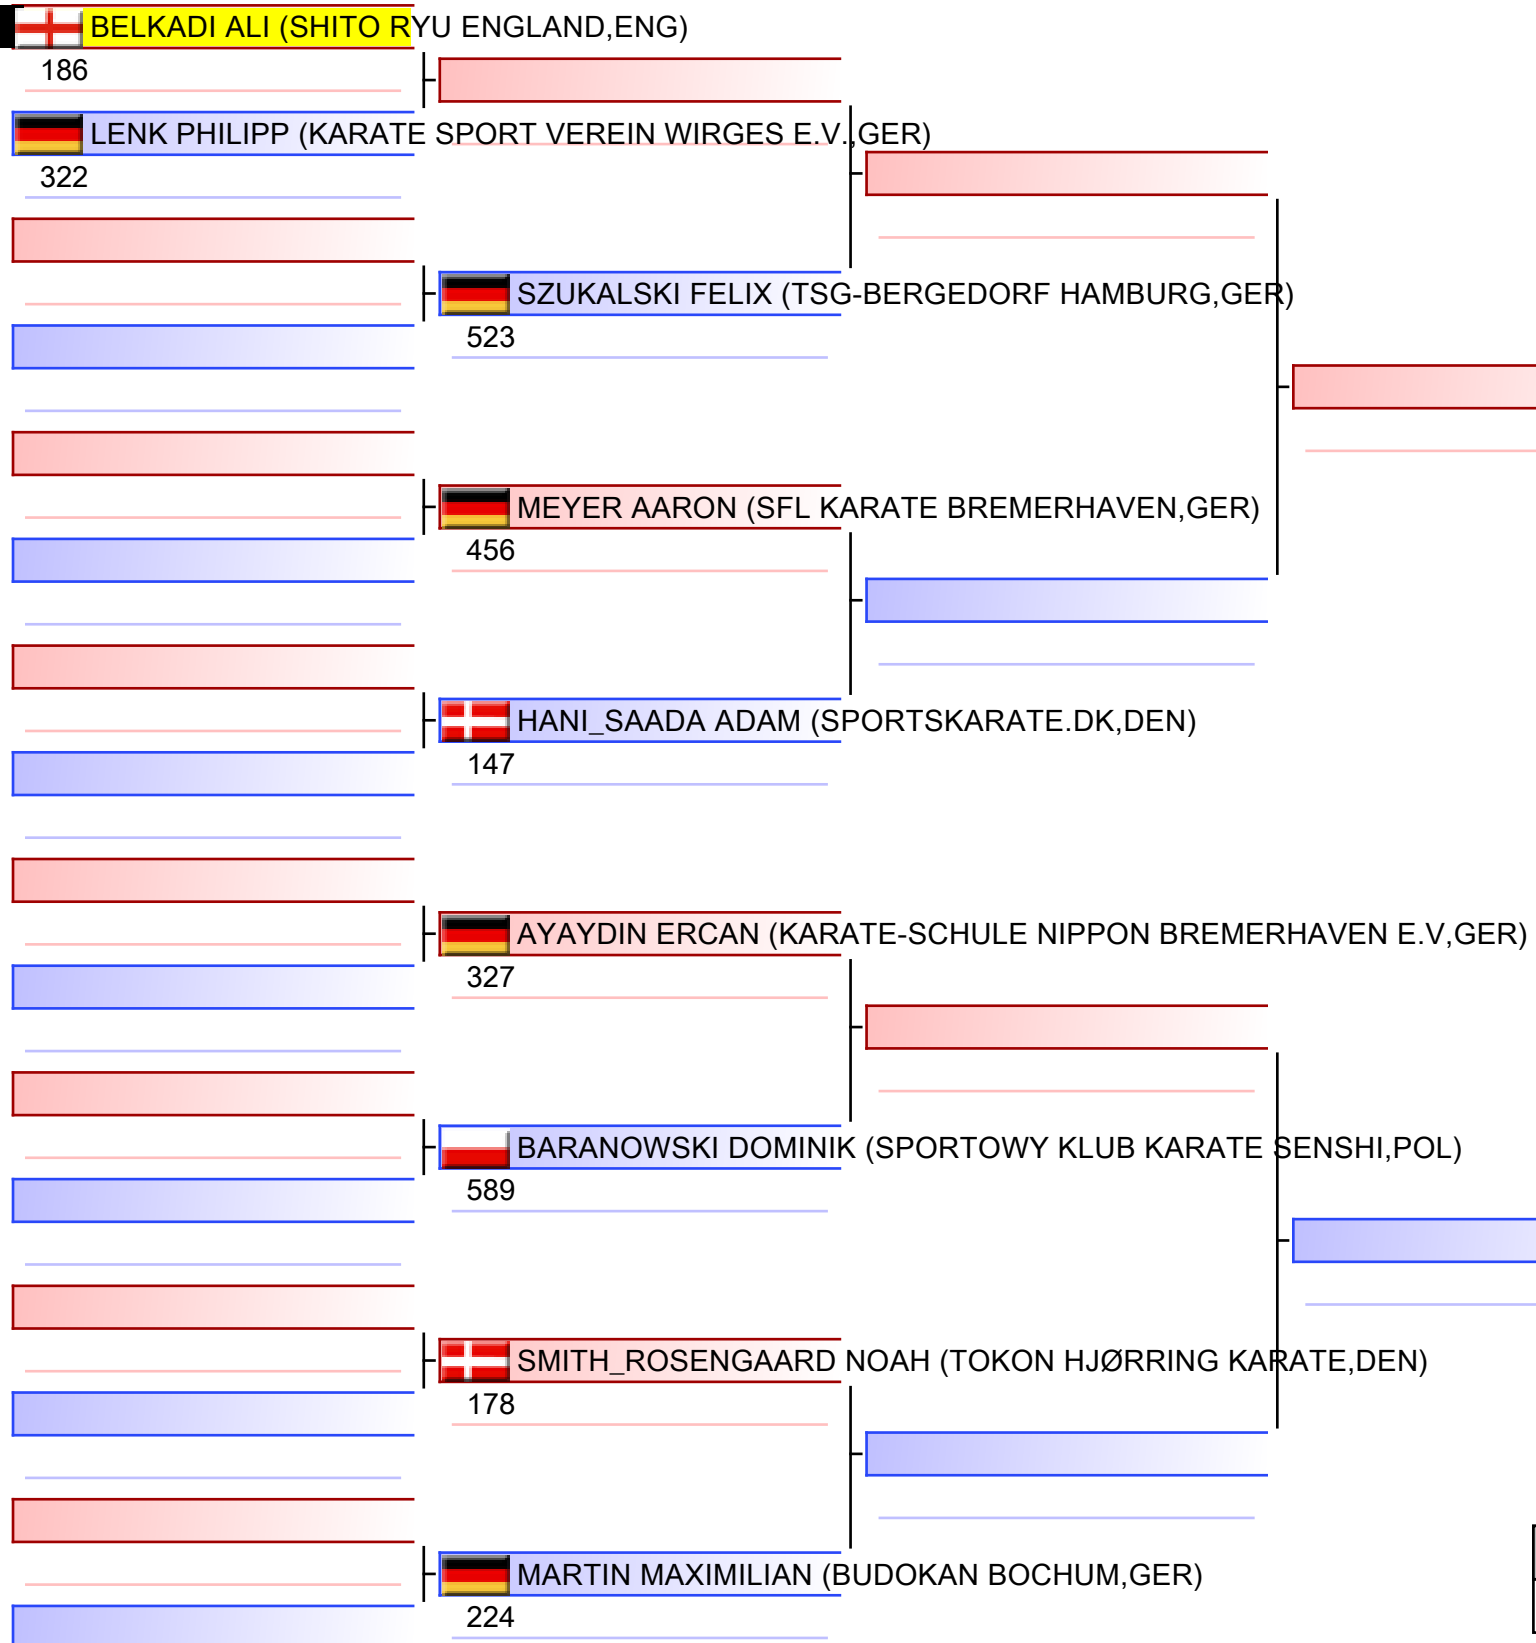 BELKADI ALI (SHITO RYU ENGLAND,ENG)
186
LENK PHILIPP (KARATE SPORT VEREIN WIRGES E.V.,GER)
322
SZUKALSKI FELIX (TSG-BERGEDORF HAMBURG,GER)
523
MEYER AARON (SFL KARATE BREMERHAVEN,GER)
456
HANI_SAADA ADAM (SPORTSKARATE.DK,DEN)
147
AYAYDIN ERCAN (KARATE-SCHULE NIPPON BREMERHAVEN E.V,GER)
327
BARANOWSKI DOMINIK (SPORTOWY KLUB KARATE SENSHI,POL)
589
SMITH_ROSENGAARD NOAH (TOKON HJØRRING KARATE,DEN)
178
MARTIN MAXIMILIAN (BUDOKAN BOCHUM,GER)
224